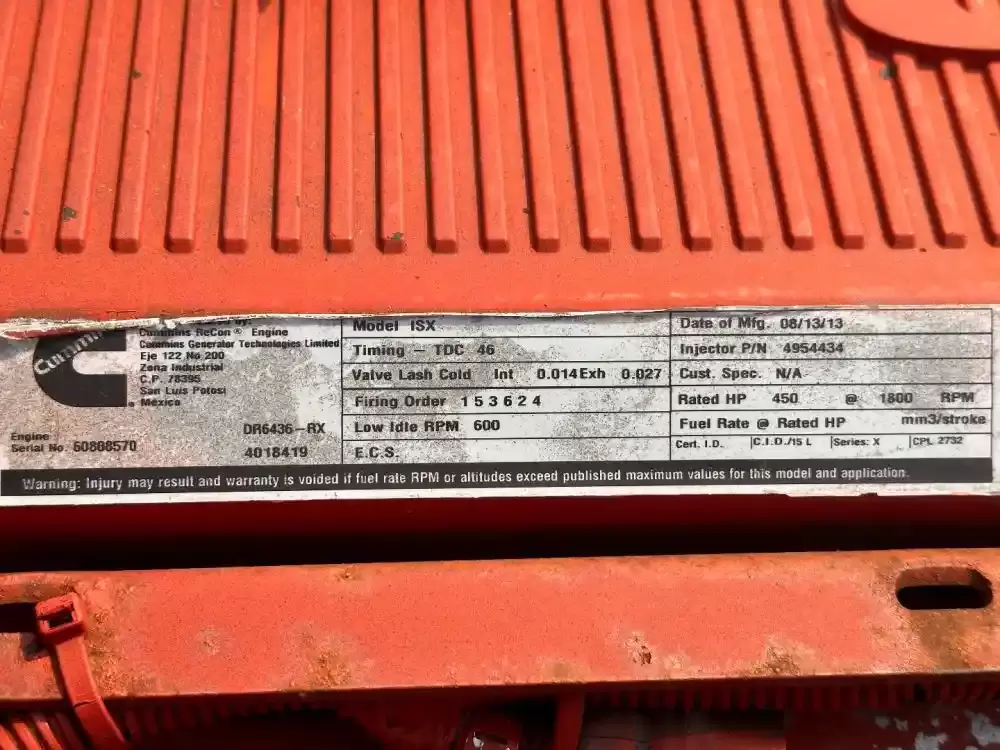 by:
Cummins ReCon® Engine
Cummins Generator Technologies Limited
Eje 122 No 200
Zona Industrial
C.P. 78395
San Luis Potosi
Mexico
Cummins
Engine
Serial No. 60868570
DR6436-RX
4018419
Model ISX
Timing - TDC 46
Valve Lash Cold Int 0.014 Exh 0.027
Firing Order 1 5 3 6 2 4
Low Idle RPM 600
E.C.S.
Date of Mfg. 08/13/13
Injector P/N 4954434
Cust. Spec. N/A
Rated HP 450 @ 1800 RPM
Fuel Rate @ Rated HP mm3/stroke
Cert. I.D. C.I.D./15 L Series: X CPL 2732
Warning: Injury may result and warranty is voided if fuel rate RPM or altitudes exceed published maximum values for this model and application.